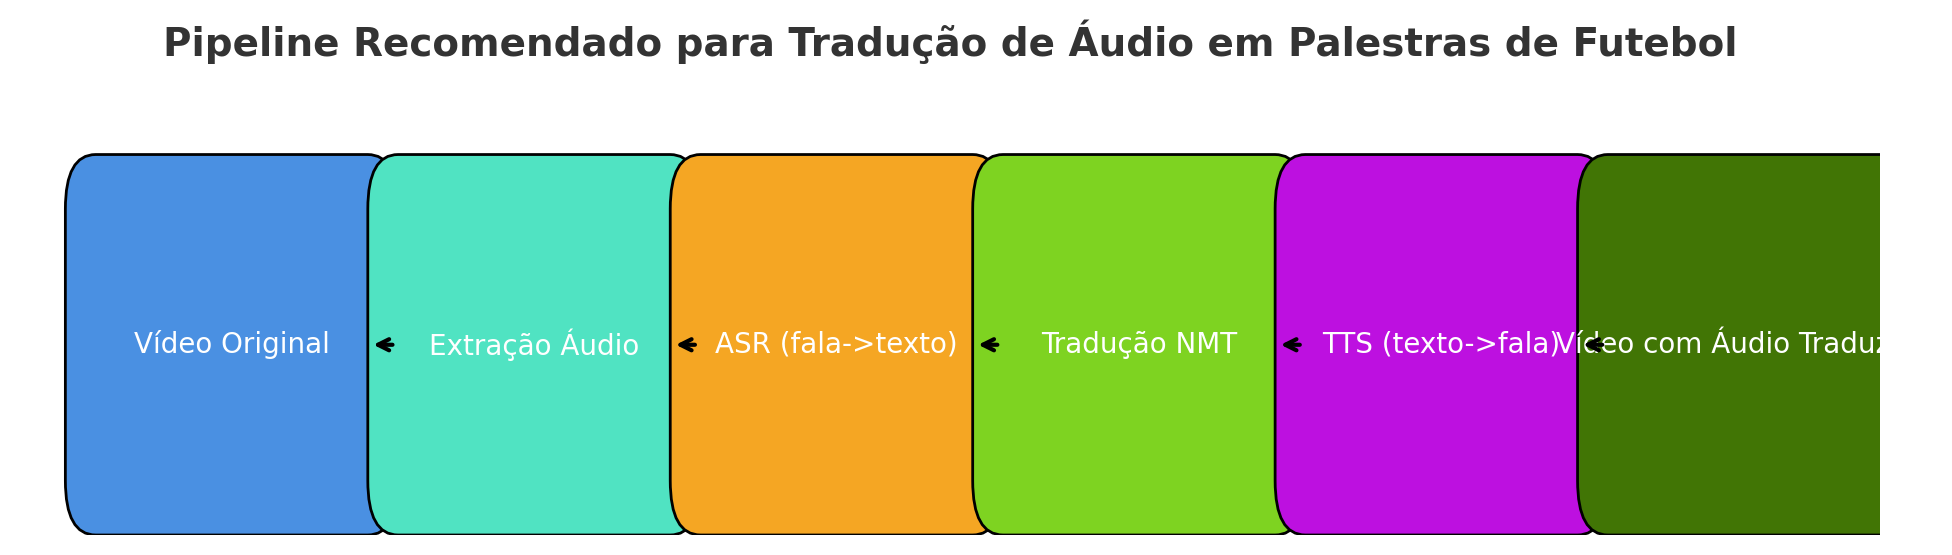 Pipeline Recomendado para Tradução de Áudio em Palestras de Futebol
Vídeo Original
Extração Áudio
ASR (fala->texto)
Tradução NMT
TTS (texto->fala)
Vídeo com Áudio Traduz